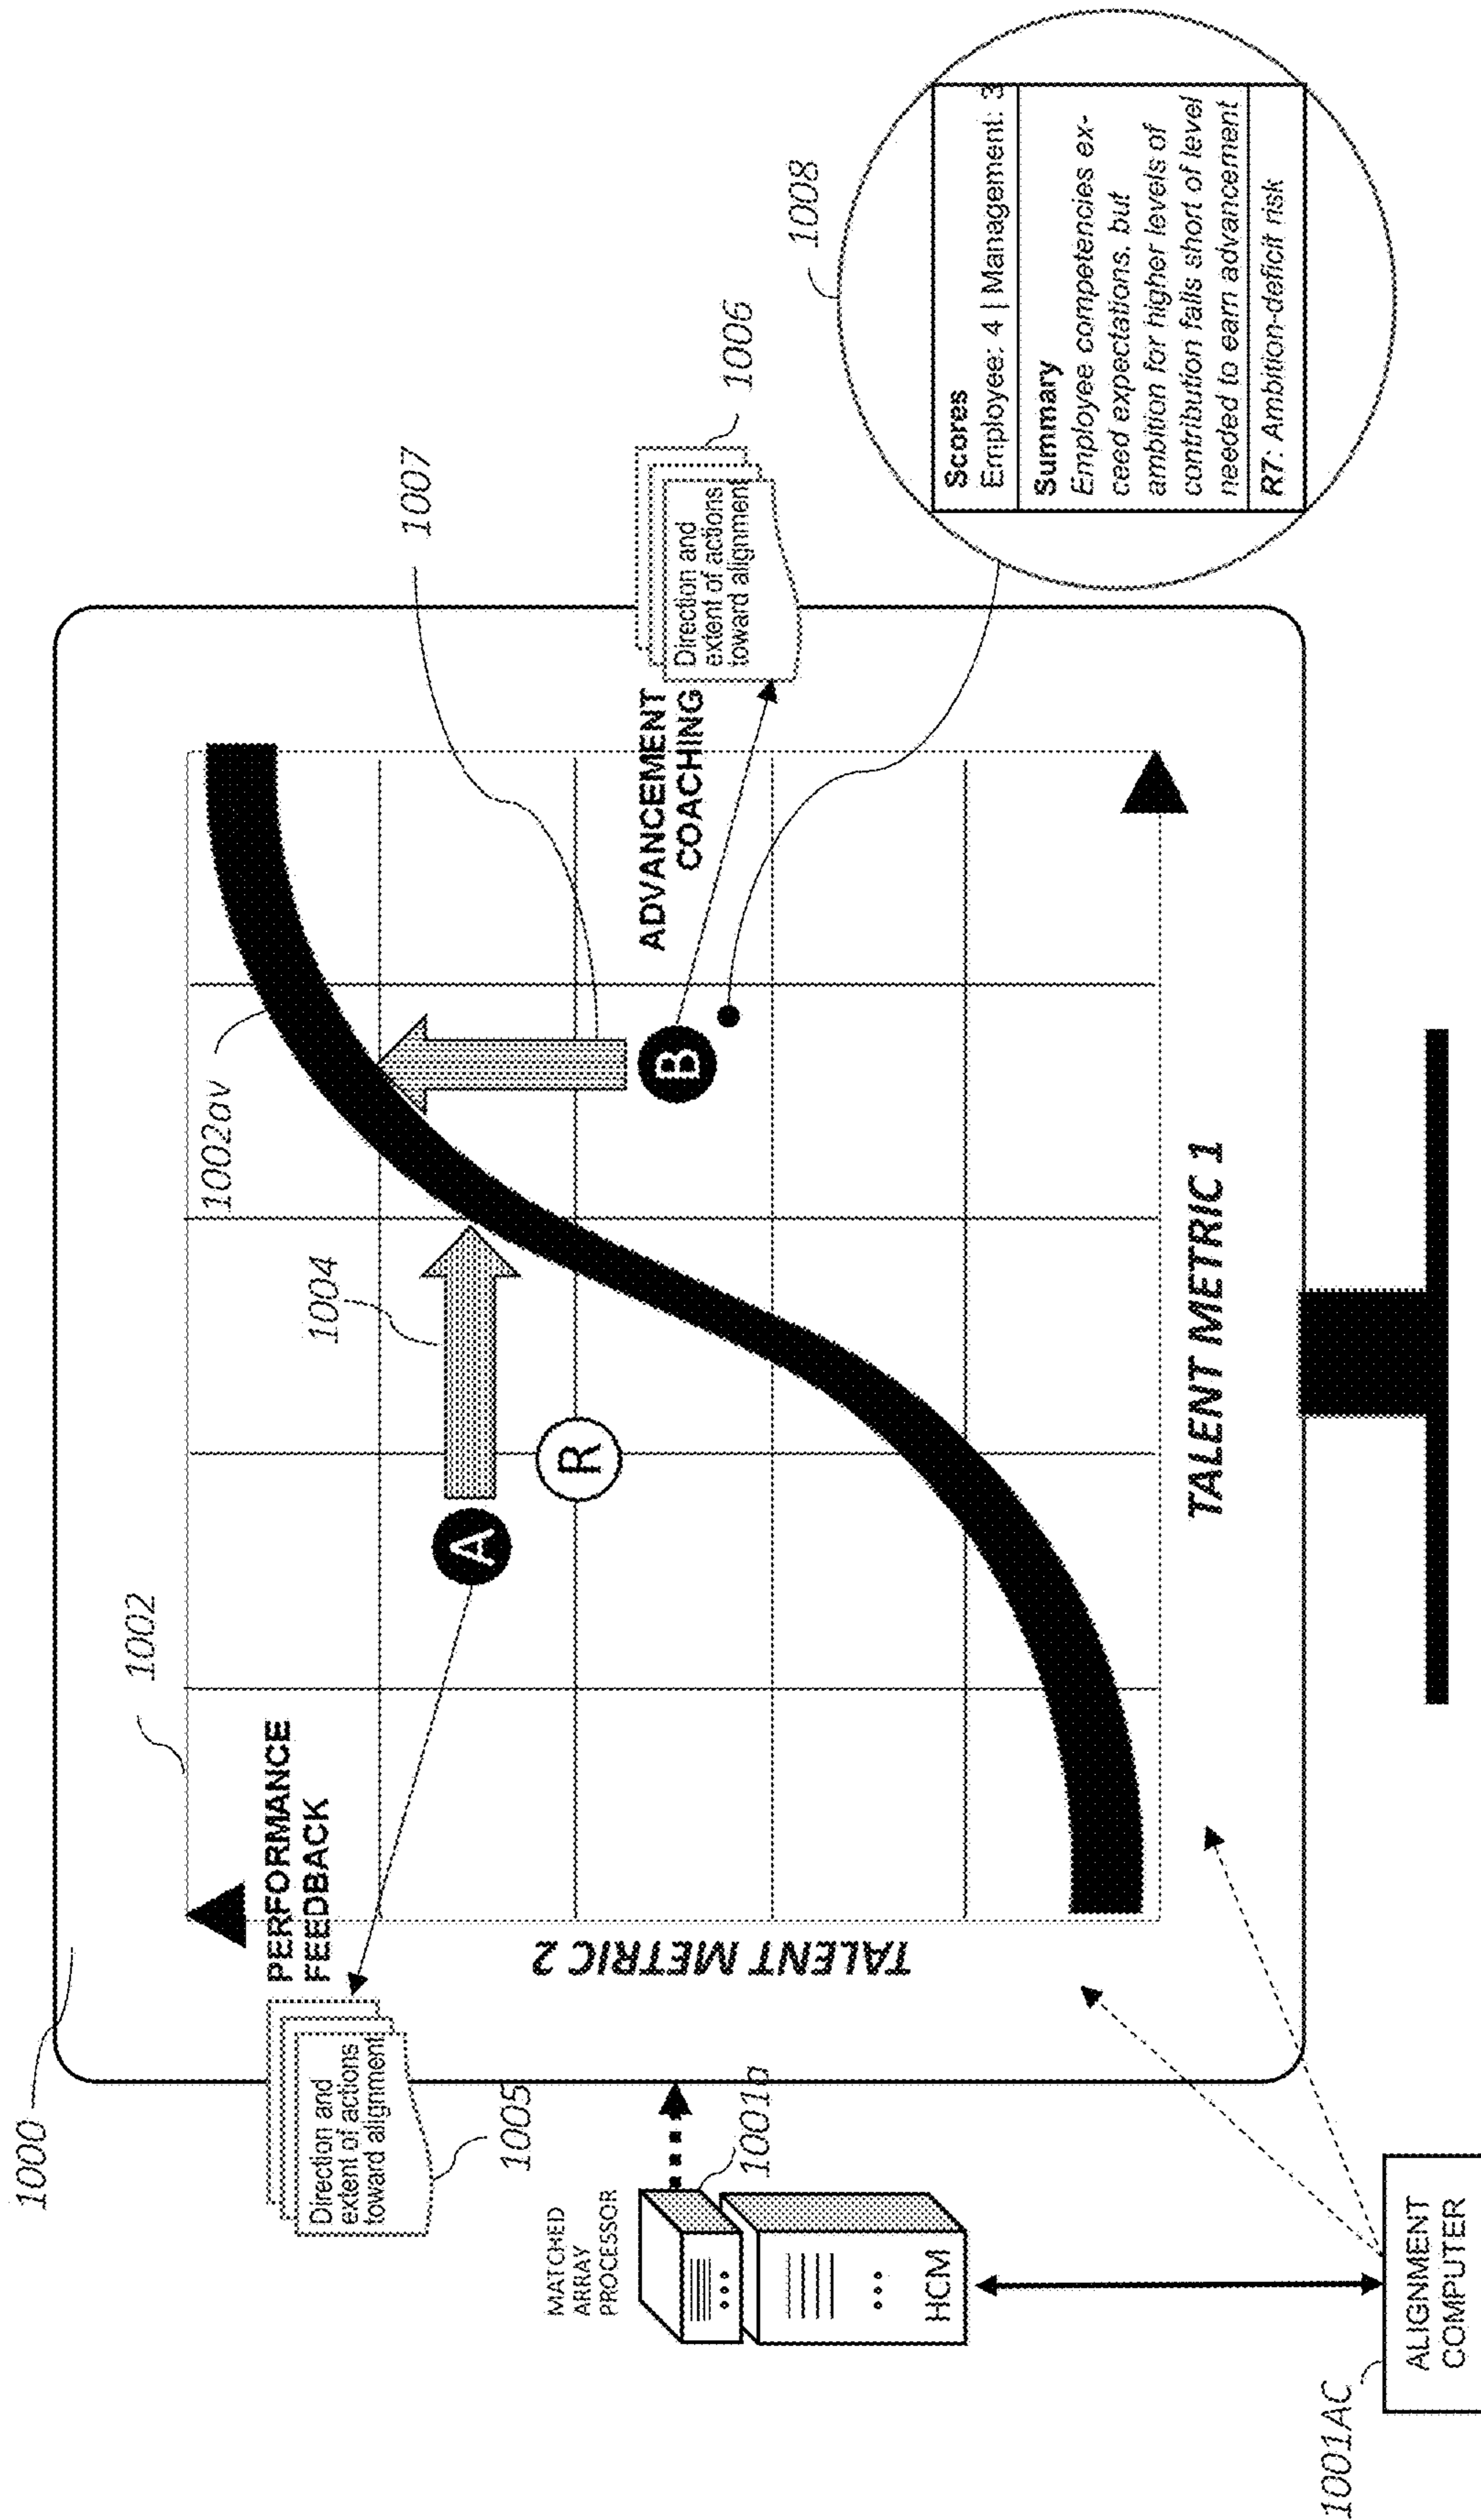 1000
1002
PERFORMANCE
FEEDBACK
Direction and
extent of actions
toward alignment
1005
1002av
1004
1007
A
R
B
ADVANCEMENT
COACHING
Direction and
extent of actions
toward alignment
1006
1008
Scores
Employee: 4 | Management: 3
Summary
Employee competencies ex-
ceed expectations, but
ambition for higher levels of
contribution falls short of level
needed to earn advancement
R7: Ambition-deficit risk
TALENT METRIC 2
TALENT METRIC 1
MATCHED
ARRAY
PROCESSOR
1001a
HCM
1001AC
ALIGNMENT
COMPUTER